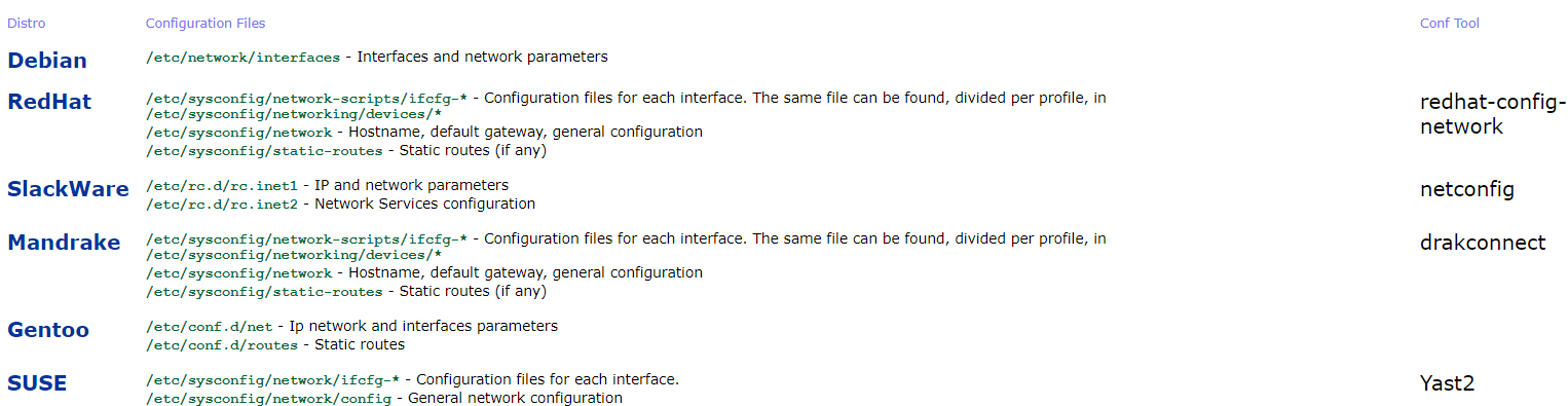 Distro Configuration Files Conf Tool
Debian /etc/network/interfaces - Interfaces and network parameters
RedHat /etc/sysconfig/network-scripts/ifcfg-* - Configuration files for each interface. The same file can be found, divided per profile, in
/etc/sysconfig/networking/devices/*
/etc/sysconfig/network - Hostname, default gateway, general configuration
/etc/sysconfig/static-routes - Static routes (if any)
redhat-config-
network
SlackWare /etc/rc.d/rc.inet1 - IP and network parameters
/etc/rc.d/rc.inet2 - Network Services configuration
netconfig
Mandrake /etc/sysconfig/network-scripts/ifcfg-* - Configuration files for each interface. The same file can be found, divided per profile, in
/etc/sysconfig/networking/devices/*
/etc/sysconfig/network - Hostname, default gateway, general configuration
/etc/sysconfig/static-routes - Static routes (if any)
drakconnect
Gentoo /etc/conf.d/net - Ip network and interfaces parameters
/etc/conf.d/routes - Static routes
SUSE /etc/sysconfig/network/ifcfg-* - Configuration files for each interface.
/etc/sysconfig/network/config - General network configuration
Yast2